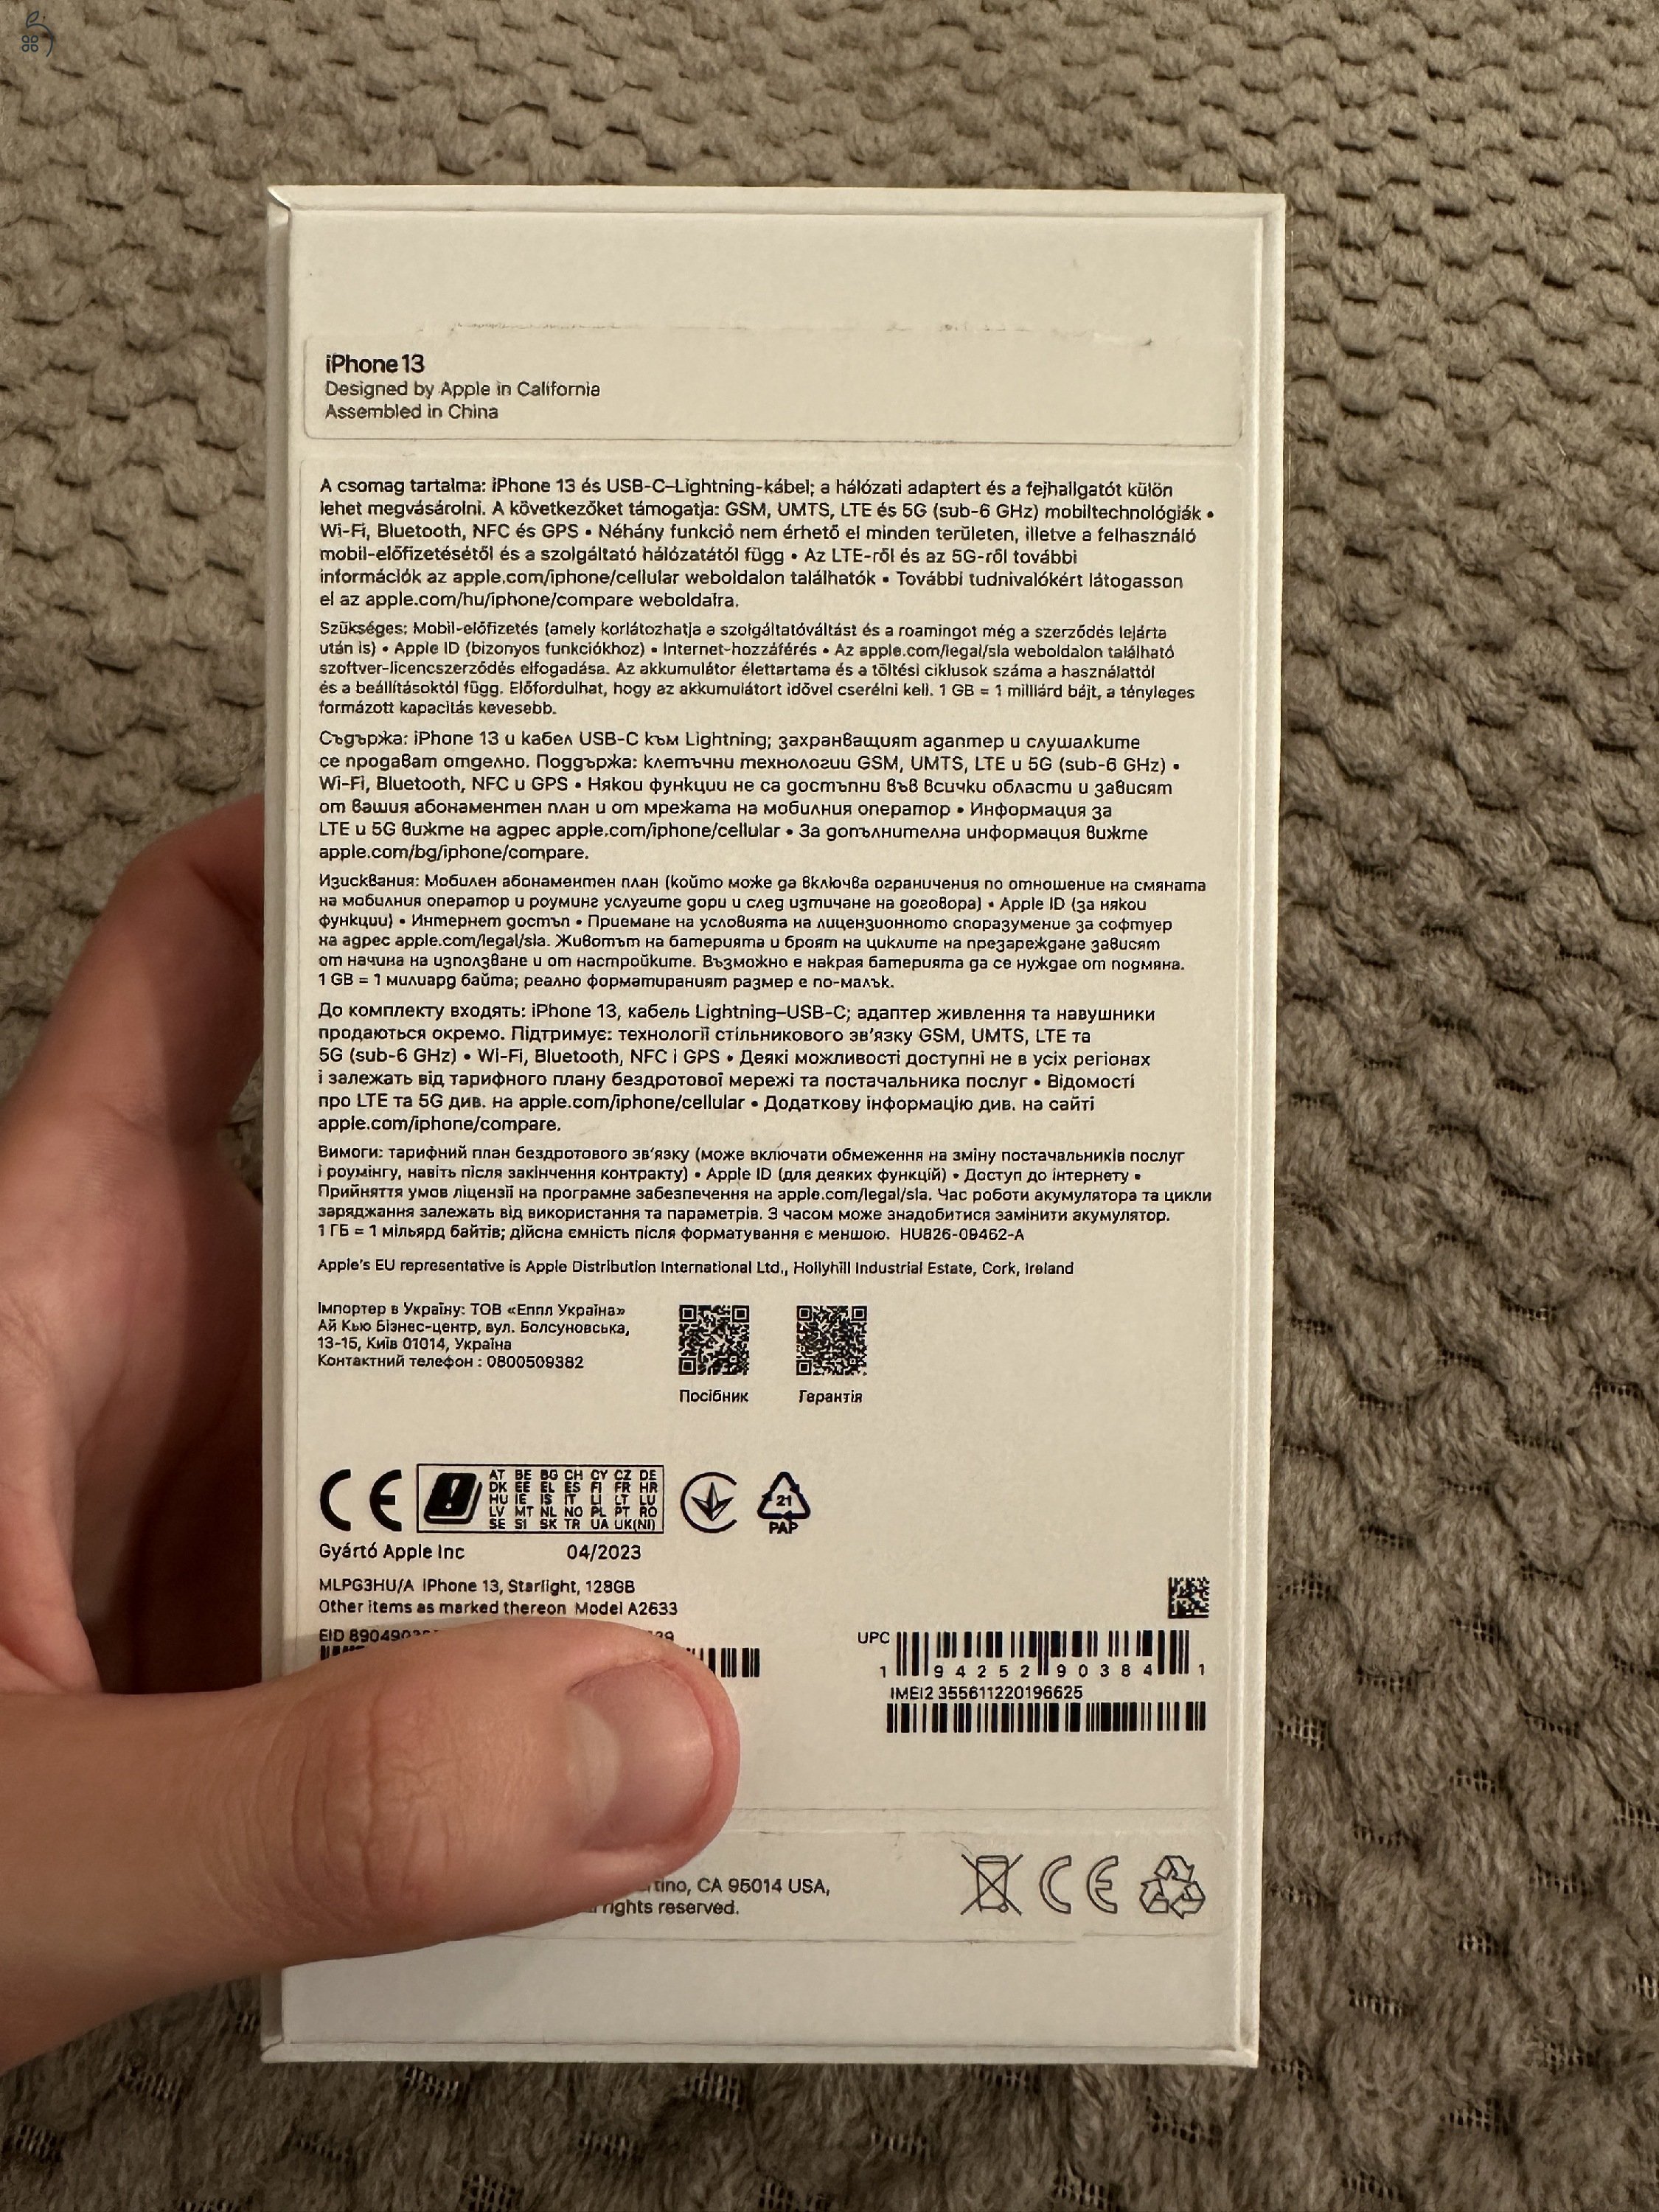 iPhone 13
Designed by Apple in California
Assembled in China
A csomag tartalma: iPhone 13 és USB-C–Lightning-kábel; a hálózati adaptert és a fejhallgatót külön
lehet megvásárolni. A következőket támogatja: GSM, UMTS, LTE és 5G (sub-6 GHz) mobiltechnológiák •
Wi-Fi, Bluetooth, NFC és GPS • Néhány funkció nem érhető el minden területen, illetve a felhasználó
mobil-előfizetésétől és a szolgáltató hálózatától függ • Az LTE-ről és az 5G-ről további
információk az apple.com/iphone/cellular weboldalon találhatók • További tudnivalókért látogasson
el az apple.com/hu/iphone/compare weboldalra.
Szükséges: Mobil-előfizetés (amely korlátozhatja a szolgáltatóváltást és a roamingot még a szerződés lejárta
után is) • Apple ID (bizonyos funkciókhoz) • Internet-hozzáférés • Az apple.com/legal/sla weboldalon található
szoftver-licencszerződés elfogadása. Az akkumulátor élettartama és a töltési ciklusok száma a használattól
és a beállításoktól függ. Előfordulhat, hogy az akkumulátort idővel cserélni kell. 1 GB = 1 milliárd bájt, a tényleges
formázott kapacitás kevesebb.
Съдържа: iPhone 13 и кабел USB-C към Lightning; захранващият адаптер и слушалките
се продават отделно. Поддържа: клетъчни технологии GSM, UMTS, LTE и 5G (sub-6 GHz) •
Wi-Fi, Bluetooth, NFC и GPS • Някои функции не са достъпни във всички области и зависят
от вашия абонаментен план и от мрежата на мобилния оператор • Информация за
LTE и 5G вижте на адрес apple.com/iphone/cellular • За допълнителна информация вижте
apple.com/bg/iphone/compare.
Изисквания: Мобилен абонаментен план (който може да включва ограничения по отношение на смяната
на мобилния оператор и роуминг услугите дори и след изтичане на договора) • Apple ID (за някои
функции) • Интернет достъп • Приемане на условията на лицензионното споразумение за софтуер
на адрес apple.com/legal/sla. Животът на батерията и броят на циклите на презареждане зависят
от начина на използване и от настройките. Възможно е накрая батерията да се нуждае от подмяна.
1 GB = 1 милиард байта; реално форматираният размер е по-малък.
До комплекту входять: iPhone 13, кабель Lightning–USB-C; адаптер живлення та навушники
продаються окремо. Підтримує: технології стільникового зв’язку GSM, UMTS, LTE та
5G (sub-6 GHz) • Wi-Fi, Bluetooth, NFC і GPS • Деякі можливості доступні не в усіх регіонах
і залежать від тарифного плану бездротової мережі та постачальника послуг • Відомості
про LTE та 5G див. на apple.com/iphone/cellular • Додаткову інформацію див. на сайті
apple.com/iphone/compare.
Вимоги: тарифний план бездротового зв’язку (може включати обмеження на зміну постачальників послуг
і роумінгу, навіть після закінчення контракту) • Apple ID (для деяких функцій) • Доступ до інтернету •
Прийняття умов ліцензії на програмне забезпечення на apple.com/legal/sla. Час роботи акумулятора та цикли
заряджання залежать від використання та параметрів. З часом може знадобитися замінити акумулятор.
1 ГБ = 1 мільярд байтів; дійсна ємність після форматування є меншою. HU826-09462-A
Apple's EU representative is Apple Distribution International Ltd., Hollyhill Industrial Estate, Cork, Ireland
Імпортер в Україну: ТОВ «Еппл Україна»
Ай Кью Бізнес-центр, вул. Болсуновська,
13-15, Київ 01014, Україна
Контактний телефон : 0800509382
Посібник Гарантія
CE
AT BE BG CH CY CZ DE
DK EE EL ES FI FR HR
HU IE IS IT LI LT LU
LV MT NL NO PL PT RO
SE SI SK TR UA UK(NI)
21
PAP
Gyártó Apple Inc 04/2023
MLPG3HU/A iPhone 13, Starlight, 128GB
Other items as marked thereon Model A2633
EID
UPC
1 94252 90384 1
IMEI2 355611220196625
CA 95014 USA,
rights reserved.
CE